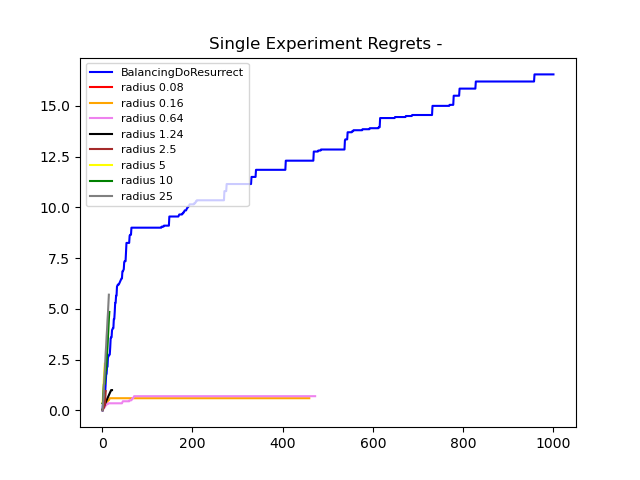 Single Experiment Regrets -
BalancingDoResurrect
radius 0.08
radius 0.16
radius 0.64
radius 1.24
radius 2.5
radius 5
radius 10
radius 25
15.0
12.5
10.0
7.5
5.0
2.5
0.0
0 200 400 600 800 1000